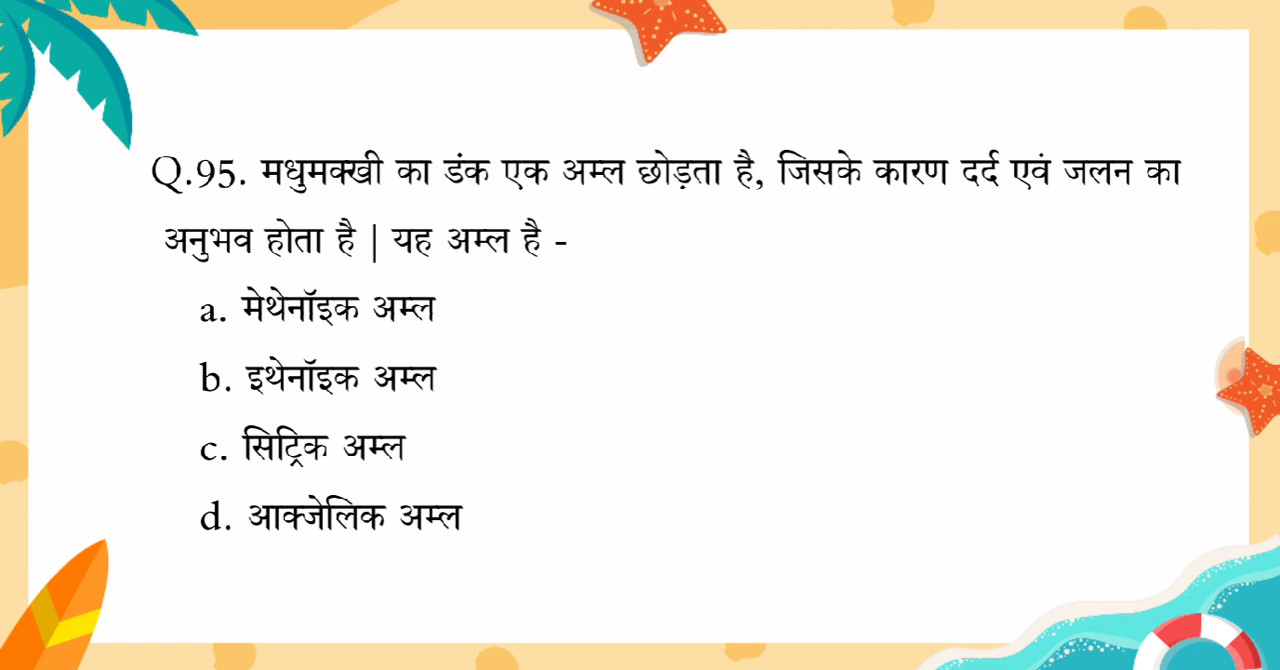 Q.95. मधुमक्खी का डंक एक अम्ल छोड़ता है, जिसके कारण दर्द एवं जलन का
अनुभव होता है | यह अम्ल है -
a. मेथेनॉइक अम्ल
b. इथेनॉइक अम्ल
c. सिट्रिक अम्ल
d. आक्जेलिक अम्ल